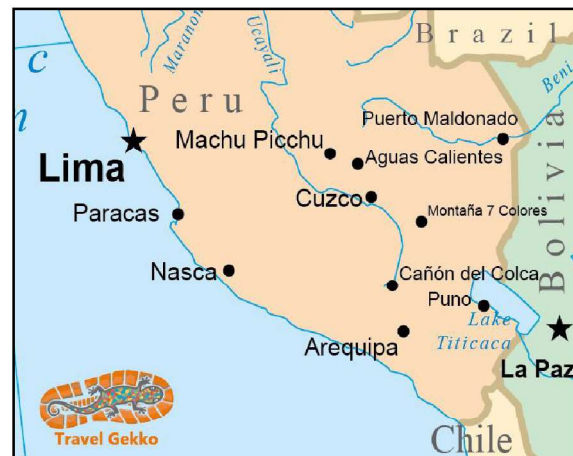 Brazil
Maranon
Ucayali
c
n
Peru
Beni
Puerto Maldonado
Machu Picchu
Aguas Calientes
Lima
Cuzco
Bolivia
Paracas
Montaña 7 Colores
Nasca
Cañón del Colca
Puno
Lake
Titicaca
Arequipa
La Paz
Travel Gekko
Chile